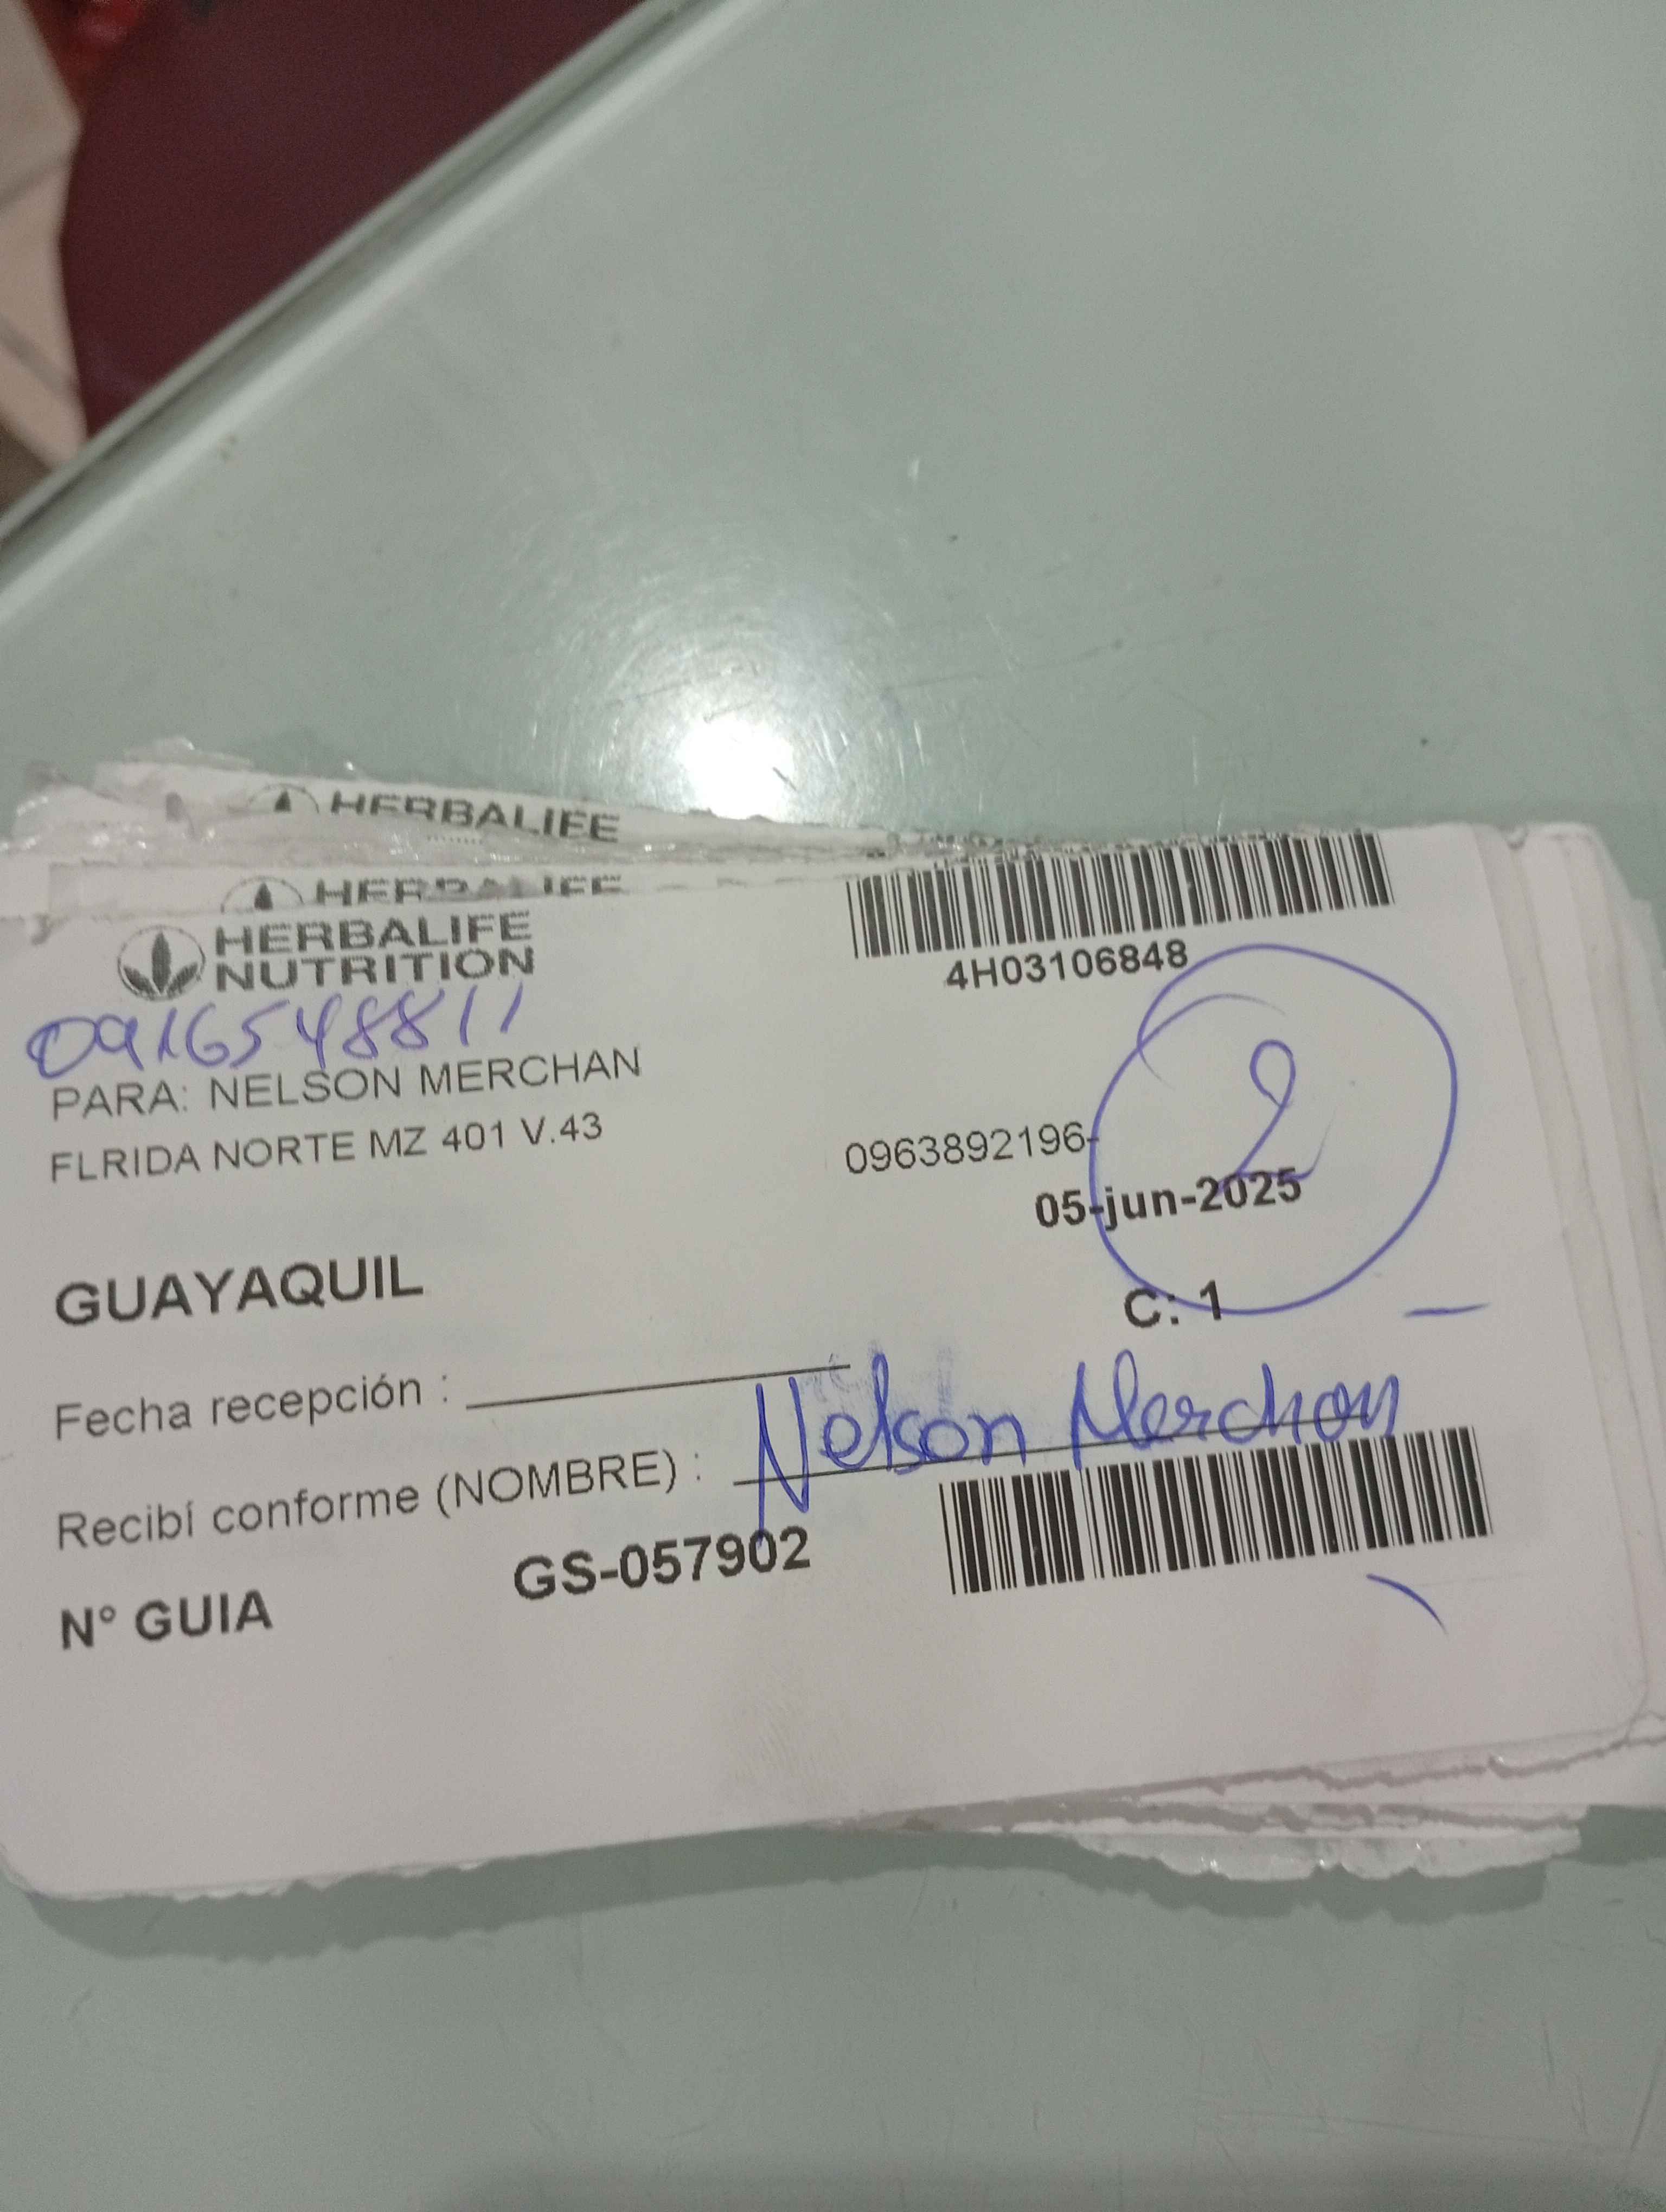 HERBALIFE
HERBALIFE
HERBALIFE
NUTRITION
4H03106848
0916548811
PARA: NELSON MERCHAN
FLRIDA NORTE MZ 401 V.43
0963892196-
2
05-jun-2025
GUAYAQUIL
C: 1
Fecha recepción :
Recibí conforme (NOMBRE) : Nelson Merchan
N° GUIA GS-057902